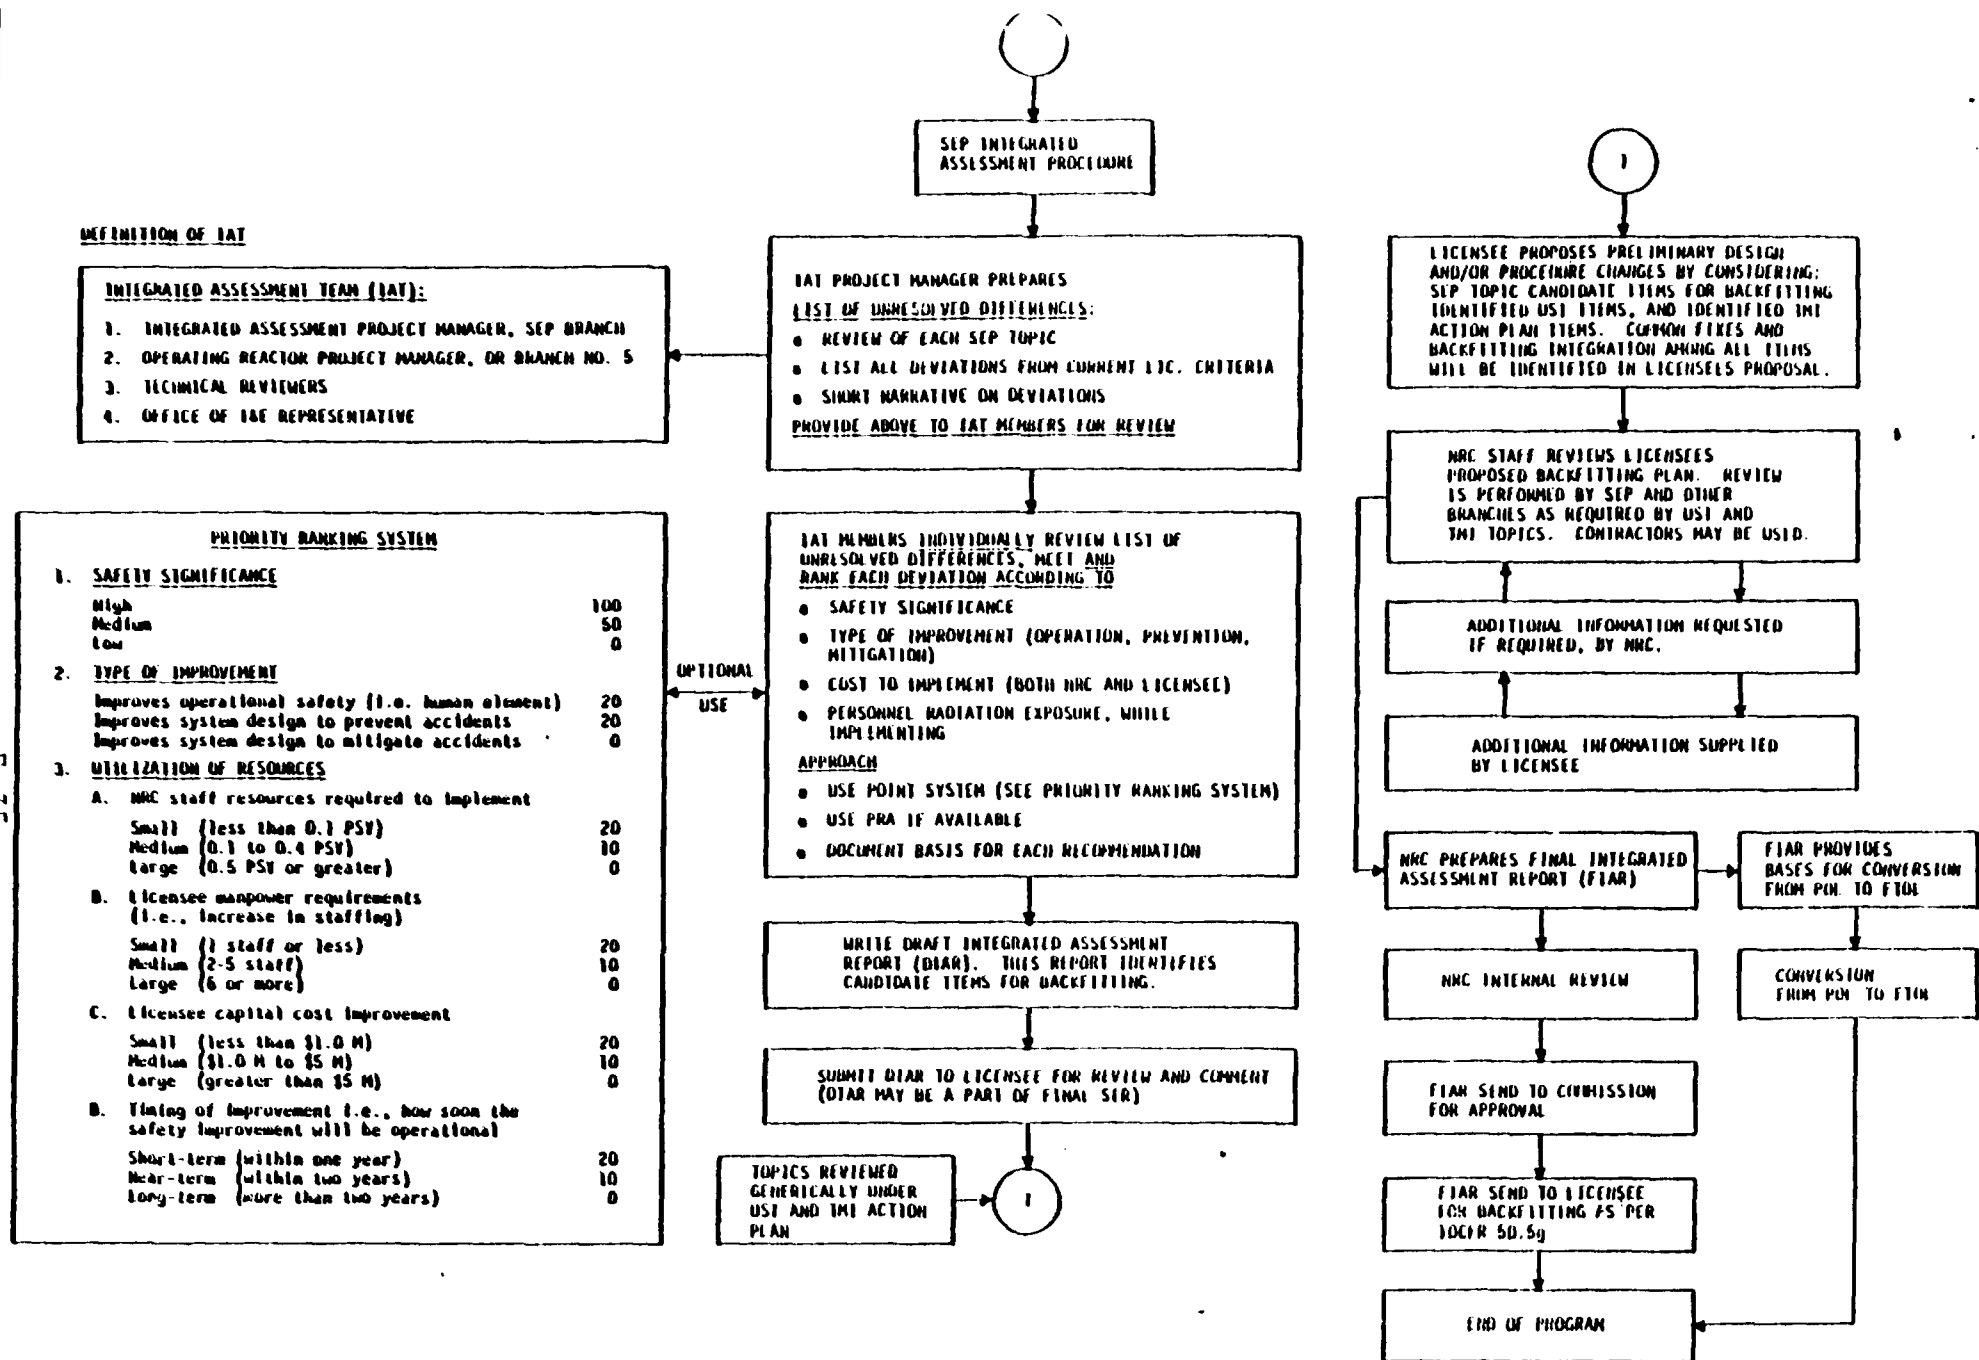 SEP INTEGRATED
ASSESSMENT PROCEDURE
DEFINITION OF IAT
INTEGRATED ASSESSMENT TEAM (IAT):
1. INTEGRATED ASSESSMENT PROJECT MANAGER, SEP BRANCH
2. OPERATING REACTOR PROJECT MANAGER, OR BRANCH NO. 5
3. TECHNICAL REVIEWERS
4. OFFICE OF I&E REPRESENTATIVE
IAT PROJECT MANAGER PREPARES
LIST OF UNRESOLVED DIFFERENCES:
• REVIEW OF EACH SEP TOPIC
• LIST ALL DEVIATIONS FROM CURRENT LIC. CRITERIA
• SHORT NARRATIVE ON DEVIATIONS
PROVIDE ABOVE TO IAT MEMBERS FOR REVIEW
PRIORITY RANKING SYSTEM
1. SAFETY SIGNIFICANCE
High 100
Medium 50
Low 0
2. TYPE OF IMPROVEMENT
Improves operational safety (i.e. human element) 20
Improves system design to prevent accidents 20
Improves system design to mitigate accidents 0
3. UTILIZATION OF RESOURCES
A. NRC staff resources required to implement
Small (less than 0.1 PSY) 20
Medium (0.1 to 0.4 PSY) 10
Large (0.5 PSY or greater) 0
B. Licensee manpower requirements
(i.e., increase in staffing)
Small (1 staff or less) 20
Medium (2-5 staff) 10
Large (6 or more) 0
C. Licensee capital cost improvement
Small (less than $1.0 M) 20
Medium ($1.0 M to $5 M) 10
Large (greater than $5 M) 0
D. Timing of improvement i.e., how soon the
safety improvement will be operational
Short-term (within one year) 20
Near-term (within two years) 10
Long-term (more than two years) 0
OPTIONAL
USE
IAT MEMBERS INDIVIDUALLY REVIEW LIST OF
UNRESOLVED DIFFERENCES, MEET AND
RANK EACH DEVIATION ACCORDING TO
• SAFETY SIGNIFICANCE
• TYPE OF IMPROVEMENT (OPERATION, PREVENTION,
MITIGATION)
• COST TO IMPLEMENT (BOTH NRC AND LICENSEE)
• PERSONNEL RADIATION EXPOSURE, WHILE
IMPLEMENTING
APPROACH
• USE POINT SYSTEM (SEE PRIORITY RANKING SYSTEM)
• USE PRA IF AVAILABLE
• DOCUMENT BASIS FOR EACH RECOMMENDATION
WRITE DRAFT INTEGRATED ASSESSMENT
REPORT (DIAR). THIS REPORT IDENTIFIES
CANDIDATE ITEMS FOR BACKFITTING.
SUBMIT DIAR TO LICENSEE FOR REVIEW AND COMMENT
(DIAR MAY BE A PART OF FINAL SER)
TOPICS REVIEWED
GENERICALLY UNDER
USI AND TMI ACTION
PLAN
1
1
LICENSEE PROPOSES PRELIMINARY DESIGN
AND/OR PROCEDURE CHANGES BY CONSIDERING:
SEP TOPIC CANDIDATE ITEMS FOR BACKFITTING
IDENTIFIED USI ITEMS, AND IDENTIFIED TMI
ACTION PLAN ITEMS. COMMON FIXES AND
BACKFITTING INTEGRATION AMONG ALL ITEMS
WILL BE IDENTIFIED IN LICENSEES PROPOSAL.
NRC STAFF REVIEWS LICENSEES
PROPOSED BACKFITTING PLAN. REVIEW
IS PERFORMED BY SEP AND OTHER
BRANCHES AS REQUIRED BY USI AND
TMI TOPICS. CONTRACTORS MAY BE USED.
ADDITIONAL INFORMATION REQUESTED
IF REQUIRED, BY NRC.
ADDITIONAL INFORMATION SUPPLIED
BY LICENSEE
NRC PREPARES FINAL INTEGRATED
ASSESSMENT REPORT (FIAR)
FIAR PROVIDES
BASES FOR CONVERSION
FROM POL TO FTOL
NRC INTERNAL REVIEW
CONVERSION
FROM POL TO FTOL
FIAR SEND TO COMMISSION
FOR APPROVAL
FIAR SEND TO LICENSEE
FOR BACKFITTING AS PER
10CFR 50.59
END OF PROGRAM